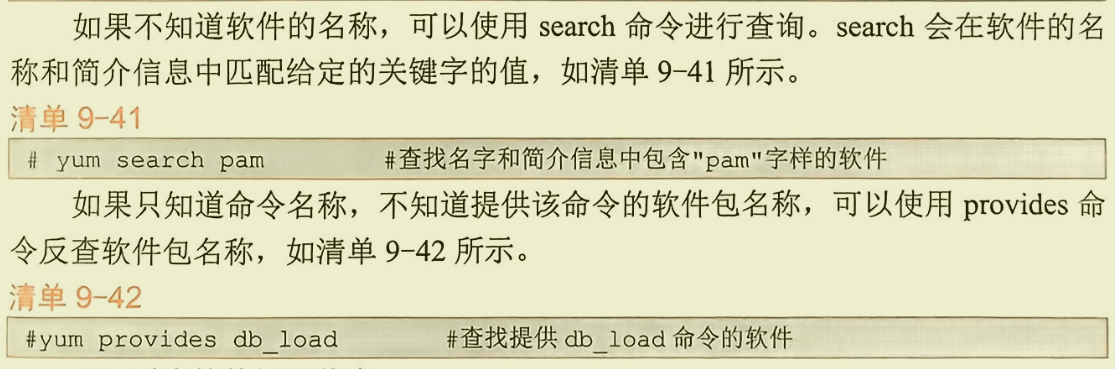 如果不知道软件的名称，可以使用 search 命令进行查询。search 会在软件的名
称和简介信息中匹配给定的关键字的值，如清单 9-41 所示。
清单 9-41
# yum search pam #查找名字和简介信息中包含"pam"字样的软件
如果只知道命令名称，不知道提供该命令的软件包名称，可以使用 provides 命
令反查软件包名称，如清单 9-42 所示。
清单 9-42
#yum provides db_load #查找提供 db_load 命令的软件